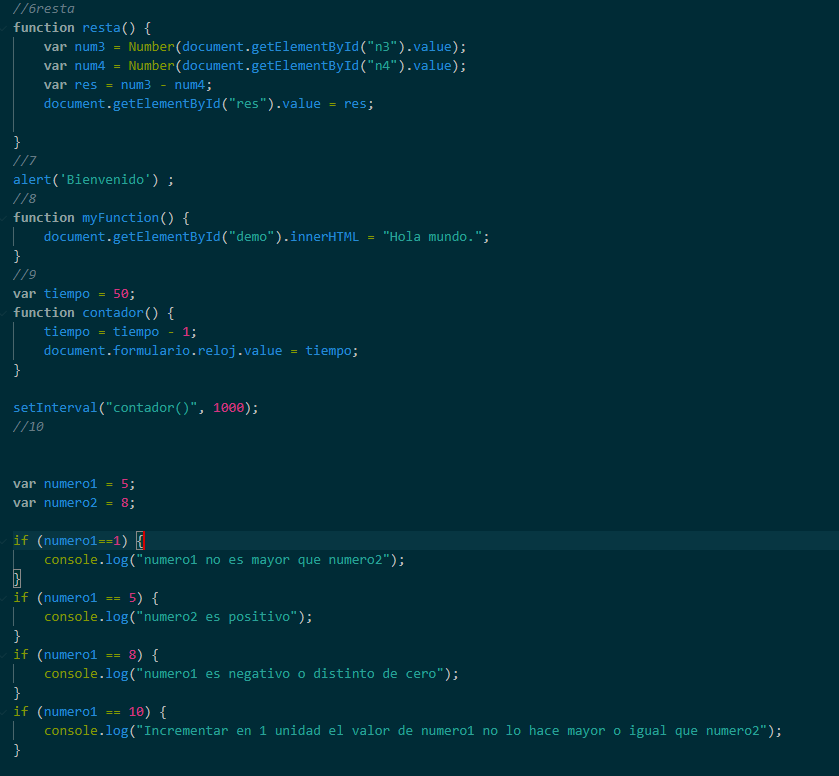 //6resta
function resta() {
    var num3 = Number(document.getElementById("n3").value);
    var num4 = Number(document.getElementById("n4").value);
    var res = num3 - num4;
    document.getElementById("res").value = res;
}
//7
alert('Bienvenido') ;
//8
function myFunction() {
    document.getElementById("demo").innerHTML = "Hola mundo.";
}
//9
var tiempo = 50;
function contador() {
    tiempo = tiempo - 1;
    document.formulario.reloj.value = tiempo;
}
setInterval("contador()", 1000);
//10
var numero1 = 5;
var numero2 = 8;
if (numero1==1) {
    console.log("numero1 no es mayor que numero2");
}
if (numero1 == 5) {
    console.log("numero2 es positivo");
}
if (numero1 == 8) {
    console.log("numero1 es negativo o distinto de cero");
}
if (numero1 == 10) {
    console.log("Incrementar en 1 unidad el valor de numero1 no lo hace mayor o igual que numero2");
}